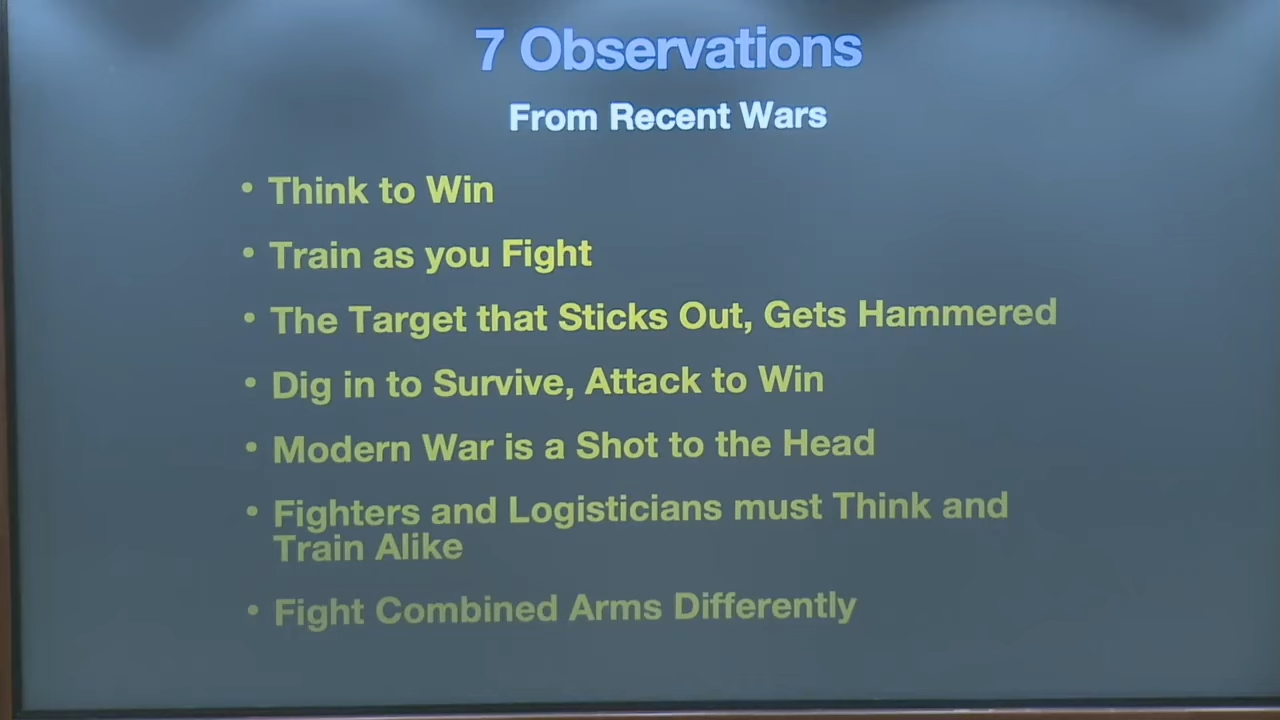 7 Observations
From Recent Wars
• Think to Win
• Train as you Fight
• The Target that Sticks Out, Gets Hammered
• Dig in to Survive, Attack to Win
• Modern War is a Shot to the Head
• Fighters and Logisticians must Think and
Train Alike
• Fight Combined Arms Differently